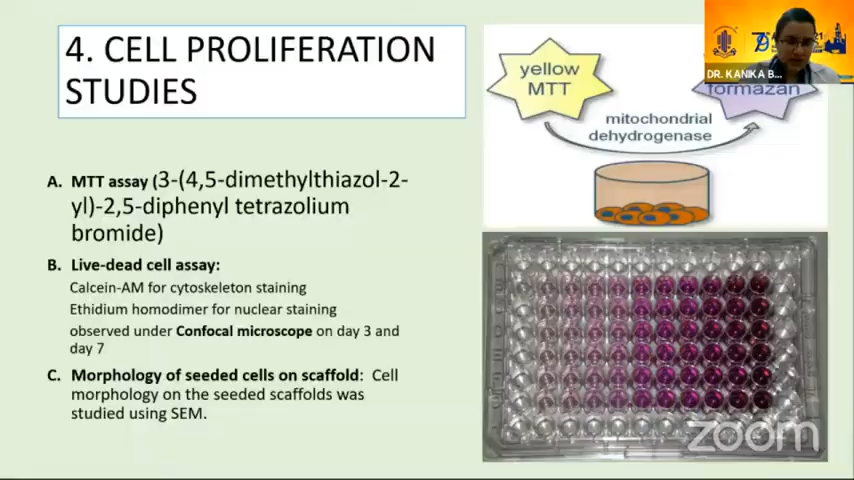 4. CELL PROLIFERATION
STUDIES
A. MTT assay (3-(4,5-dimethylthiazol-2-
yl)-2,5-diphenyl tetrazolium
bromide)
B. Live-dead cell assay:
Calcein-AM for cytoskeleton staining
Ethidium homodimer for nuclear staining
observed under Confocal microscope on day 3 and
day 7
C. Morphology of seeded cells on scaffold: Cell
morphology on the seeded scaffolds was
studied using SEM.
yellow
MTT
formazan
mitochondrial
dehydrogenase
DR. KANIKA B...
zoom